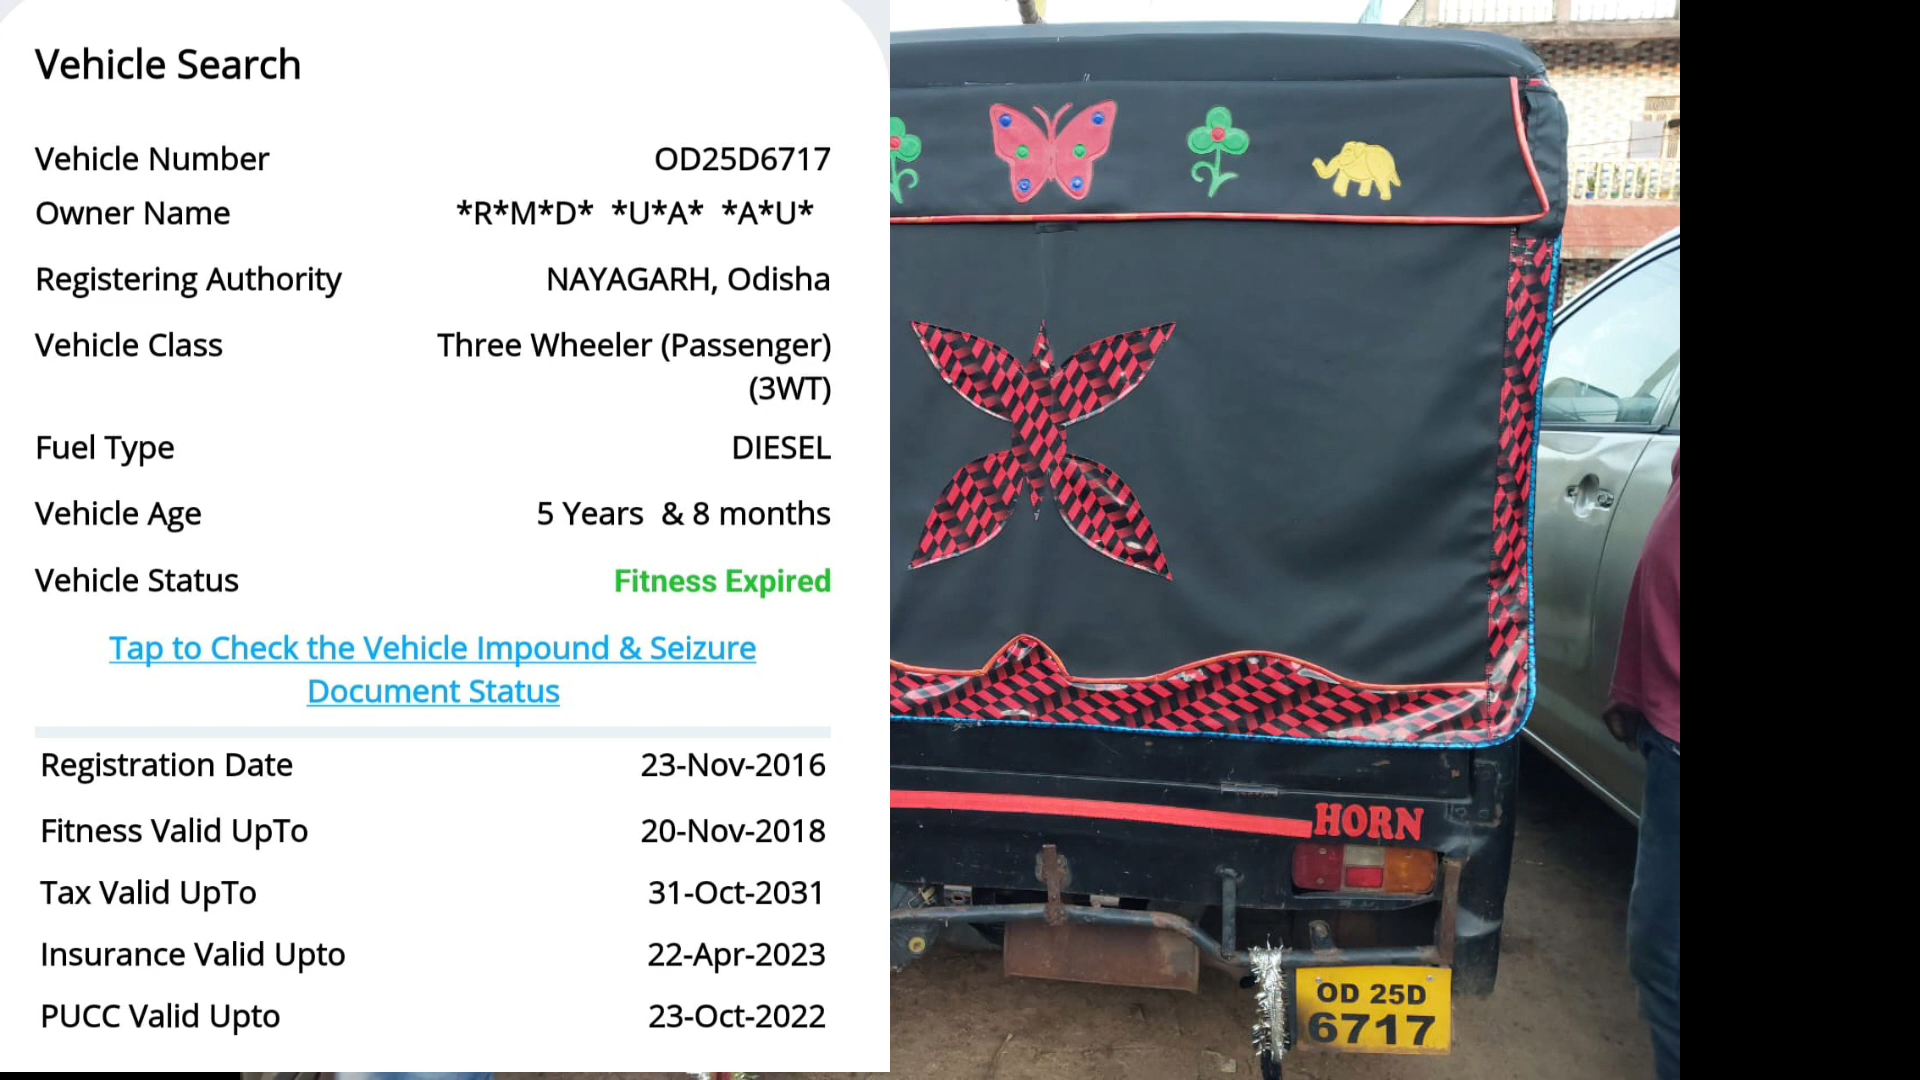 Vehicle Search
Vehicle Number OD25D6717
Owner Name *R*M*D* *U*A* *A*U*
Registering Authority NAYAGARH, Odisha
Vehicle Class Three Wheeler (Passenger)
(3WT)
Fuel Type DIESEL
Vehicle Age 5 Years & 8 months
Vehicle Status Fitness Expired
Tap to Check the Vehicle Impound & Seizure
Document Status
Registration Date 23-Nov-2016
Fitness Valid UpTo 20-Nov-2018
Tax Valid UpTo 31-Oct-2031
Insurance Valid Upto 22-Apr-2023
PUCC Valid Upto 23-Oct-2022
HORN
OD 25D
6717